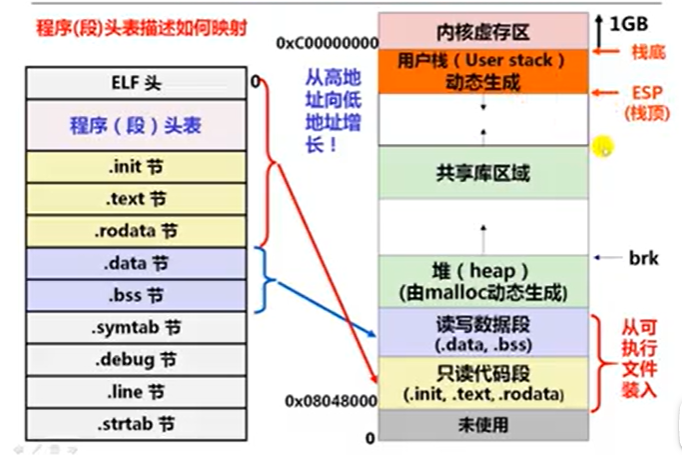 程序(段)头表描述如何映射
0
ELF 头
程序（段）头表
.init 节
.text 节
.rodata 节
.data 节
.bss 节
.symtab 节
.debug 节
.line 节
.strtab 节
从高地
址向低
地址增
长！
0xC00000000
内核虚存区
1GB
用户栈（User stack）
动态生成
栈底
ESP
(栈顶)
共享库区域
堆（heap）
(由malloc动态生成)
brk
读写数据段
(.data, .bss)
只读代码段
(.init, .text, .rodata)
0x08048000
未使用
0
从可
执行
文件
装入